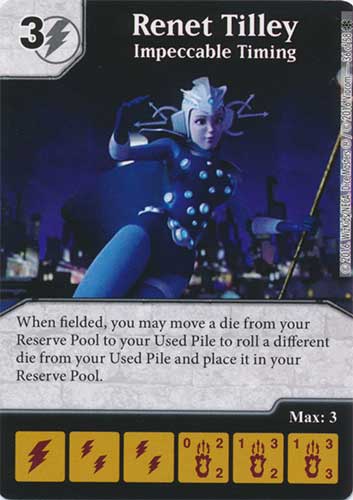 3
Renet Tilley
Impeccable Timing
When fielded, you may move a die from your
Reserve Pool to your Used Pile to roll a different
die from your Used Pile and place it in your
Reserve Pool.
Max: 3
0 2 2
1 3 2
1 3 3